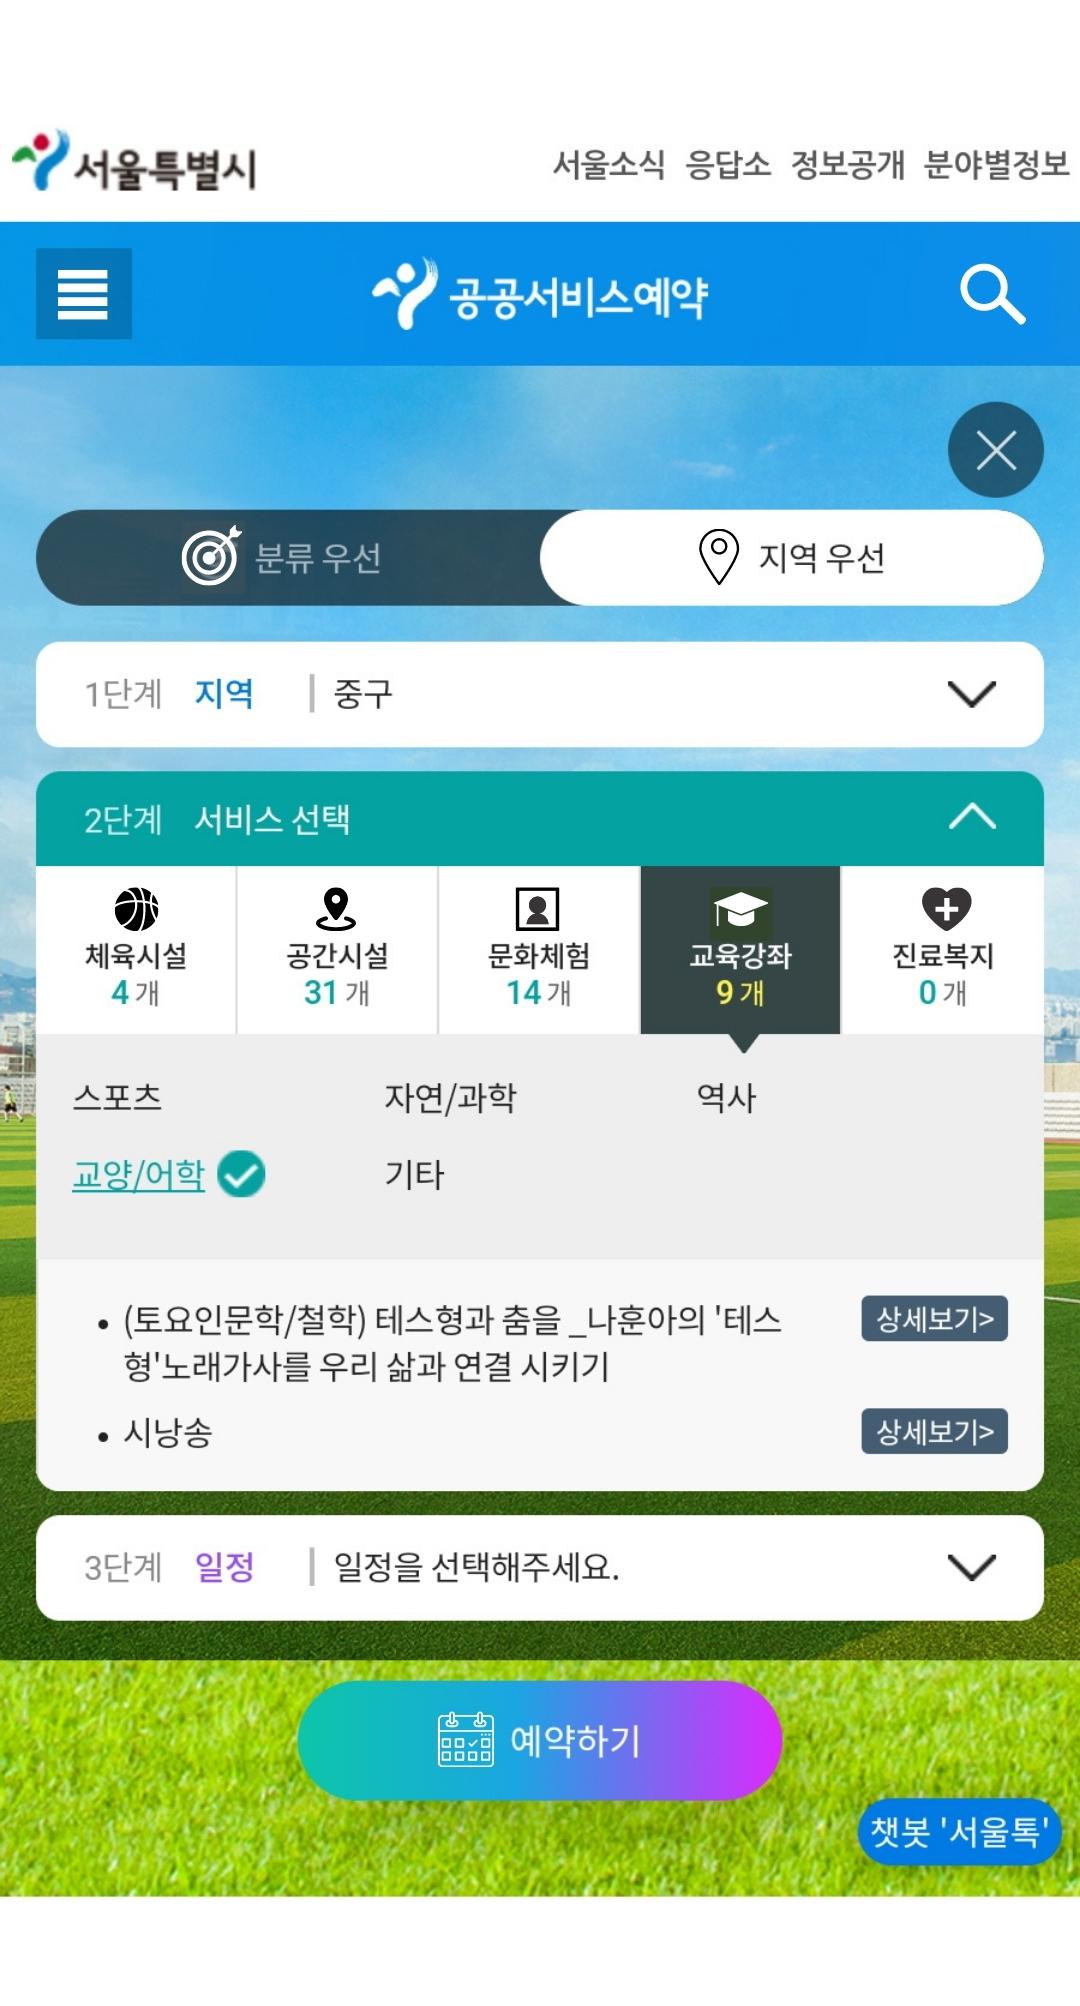 서울특별시
서울소식 응답소 정보공개 분야별정보
공공서비스예약
분류 우선
지역 우선
1단계 지역 중구
2단계 서비스 선택
체육시설 공간시설 문화체험 교육강좌 진료복지
4 개 31 개 14 개 9 개 0 개
스포츠 자연/과학 역사
교양/어학 기타
• (토요인문학/철학) 테스형과 춤을 _나훈아의 '테스 상세보기>
형'노래가사를 우리 삶과 연결 시키기
• 시낭송 상세보기>
3단계 일정 일정을 선택해주세요.
예약하기
챗봇 '서울톡'